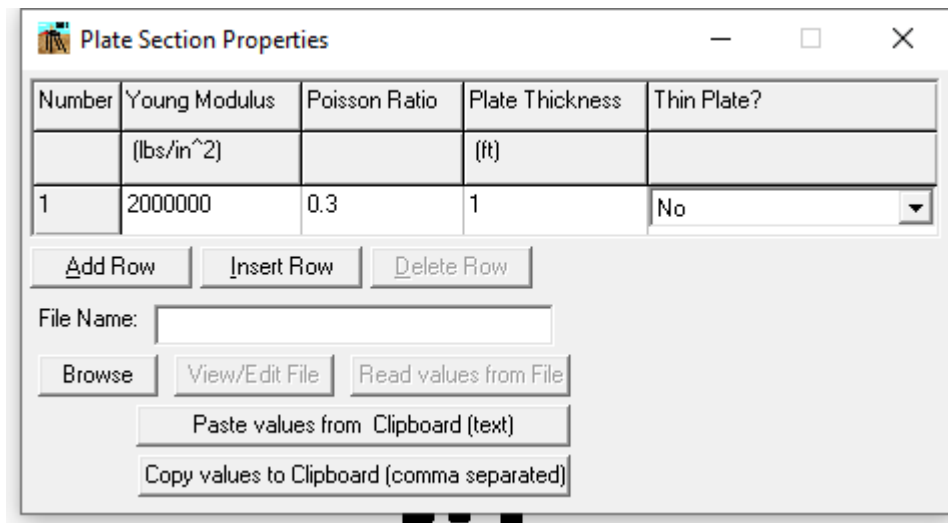 Plate Section Properties
Number Young Modulus Poisson Ratio Plate Thickness Thin Plate?
(lbs/in^2) (ft)
1 2000000 0.3 1 No
Add Row Insert Row Delete Row
File Name:
Browse View/Edit File Read values from File
Paste values from Clipboard (text)
Copy values to Clipboard (comma separated)